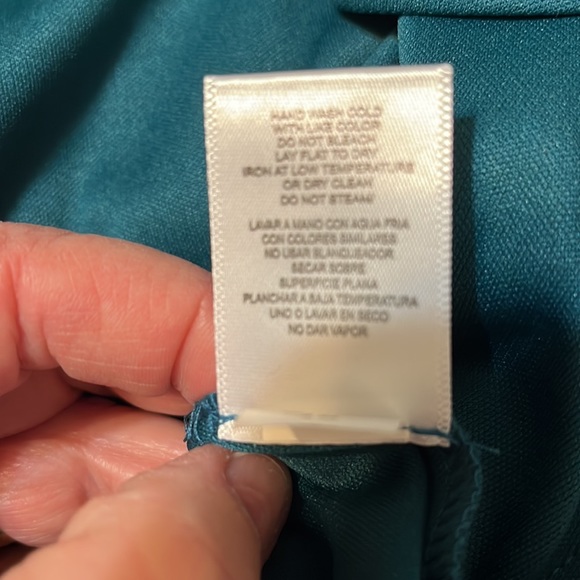 HAND WASH COLD
WITH LIKE COLOR
DO NOT BLEACH
LAY FLAT TO DRY
IRON AT LOW TEMPERATURE
OR DRY CLEAN
DO NOT STEAM
LAVAR A MANO CON AGUA FRIA
CON COLORES SIMILARES
NO USAR BLANQUEADOR
SECAR SOBRE
SUPERFICIE PLANA
PLANCHAR A BAJA TEMPERATURA
UNO O LAVAR EN SECO
NO DAR VAPOR